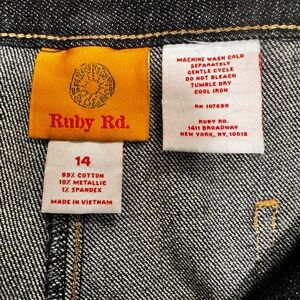 Ruby Rd.
14
89% COTTON
10% METALLIC
1% SPANDEX
MADE IN VIETNAM
MACHINE WASH COLD
SEPARATELY
GENTLE CYCLE
DO NOT BLEACH
TUMBLE DRY
COOL IRON
RN 107690
RUBY RD.
1411 BROADWAY
NEW YORK, NY, 10018